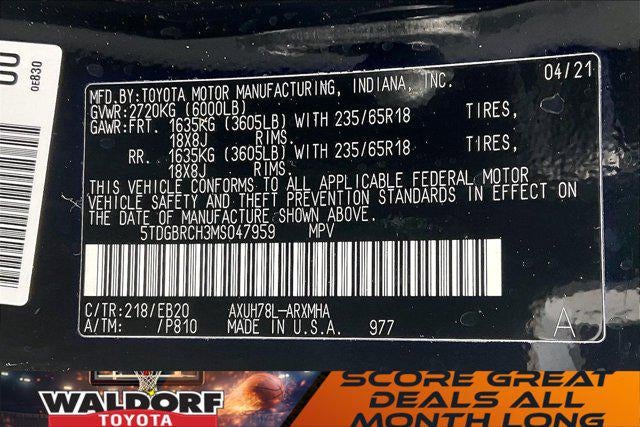 00
0E830
MFD.BY:TOYOTA MOTOR MANUFACTURING, INDIANA, INC. 04/21
GVWR:2720KG (6000LB)
GAWR:FRT. 1635KG (3605LB) WITH 235/65R18 TIRES,
18X8J RIMS.
RR. 1635KG (3605LB) WITH 235/65R18 TIRES,
18X8J RIMS.
THIS VEHICLE CONFORMS TO ALL APPLICABLE FEDERAL MOTOR
VEHICLE SAFETY AND THEFT PREVENTION STANDARDS IN EFFECT ON
THE DATE OF MANUFACTURE SHOWN ABOVE.
5TDGBRCH3MS047959 MPV
C/TR:218/EB20 AXUH78L-ARXMHA
A/TM: /P810 MADE IN U.S.A. 977 A
WALDORF
TOYOTA
SCORE GREAT
DEALS ALL
MONTH LONG